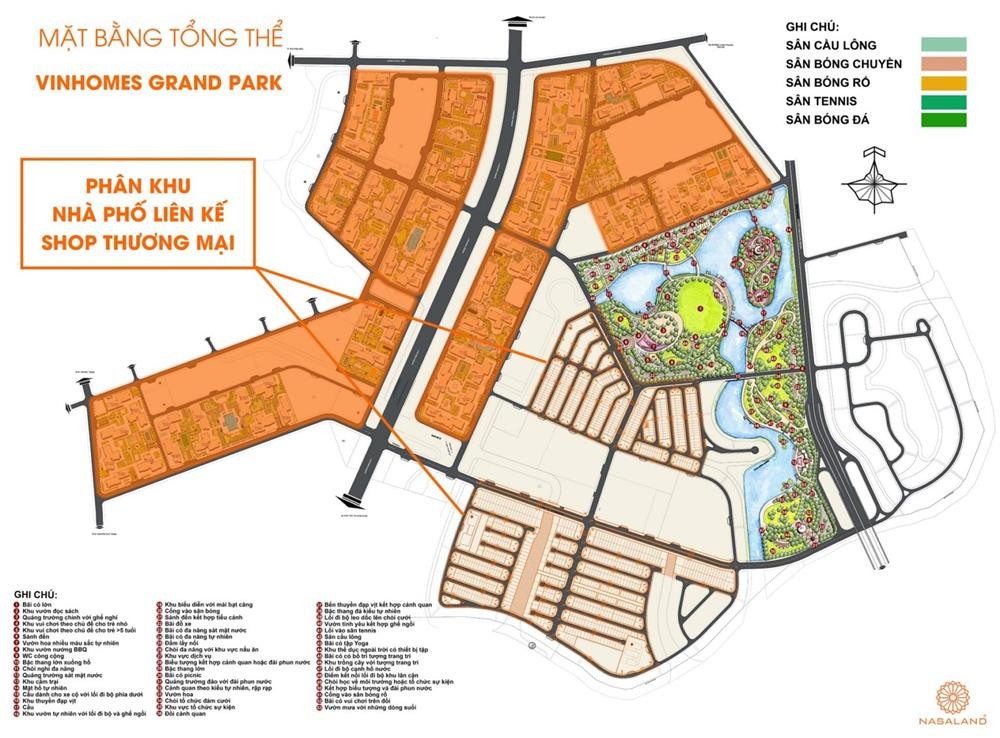 MẶT BẰNG TỔNG THỂ
VINHOMES GRAND PARK
PHÂN KHU
NHÀ PHỐ LIÊN KẾ
SHOP THƯƠNG MẠI
GHI CHÚ:
SÂN CẦU LÔNG
SÂN BÓNG CHUYỀN
SÂN BÓNG RỔ
SÂN TENNIS
SÂN BÓNG ĐÁ
GHI CHÚ:
Bãi cỏ lớn
Khu vườn đọc sách
Quảng trường chính với ghế nghỉ
Khu vui chơi theo chủ đề cho trẻ nhỏ
Khu vui chơi theo chủ đề cho trẻ >5 tuổi
Sảnh đến
Vườn hoa nhiều màu sắc tự nhiên
Khu vườn nướng BBQ
WC công cộng
Bậc thang lớn xuống hồ
Chòi nghỉ đa năng
Quảng trường sát mặt nước
Khu cắm trại
Mặt hồ tự nhiên
Cầu dành cho xe cộ với lối đi bộ phía dưới
Khu thuyền đạp vịt
Cầu
Khu vườn tự nhiên với lối đi bộ và ghế ngồi
Khu biểu diễn với mái bạt căng
Cổng vào sân bóng
Sảnh đến kết hợp tiểu cảnh
Bãi đỗ xe
Bãi cỏ đa năng sát mặt nước
Bãi cỏ đa năng tự nhiên
Đầm lầy nổi
Chòi đa năng với khu vực nấu ăn
Khu vực dịch vụ
Biểu tượng kết hợp cảnh quan hoặc đài phun nước
Bậc thang lớn
Bãi cỏ picnic
Quảng trường đảo với đài phun nước
Cảnh quan theo kiểu tự nhiên, rập rạp
Vườn hoa
Chòi tổ chức đám cưới
Khu vực tổ chức sự kiện
Đồi cảnh quan
Bến thuyền đạp vịt kết hợp cảnh quan
Bậc thang đá kiểu tự nhiên
Lối đi bộ leo dốc lên chòi cưới
Vườn tình yêu kết hợp ghế ngồi
Lối vào sân tennis
Sân cầu lông
Bãi cỏ tập Yoga
Khu thể dục ngoài trời có thiết bị tập
Bãi cỏ có bố trí tượng trang trí
Khu trồng cây với tượng trang trí
Lối đi bộ cạnh hồ nước
Điểm kết nối lối đi bộ khu lân cận
Chòi học về môi trường hoặc tổ chức sự kiện
Kết hợp biểu tượng và đài phun nước
Cổng vào sân bóng rổ
Bãi cỏ vui chơi trên đồi
Vườn mưa với những dòng suối
NASALAND